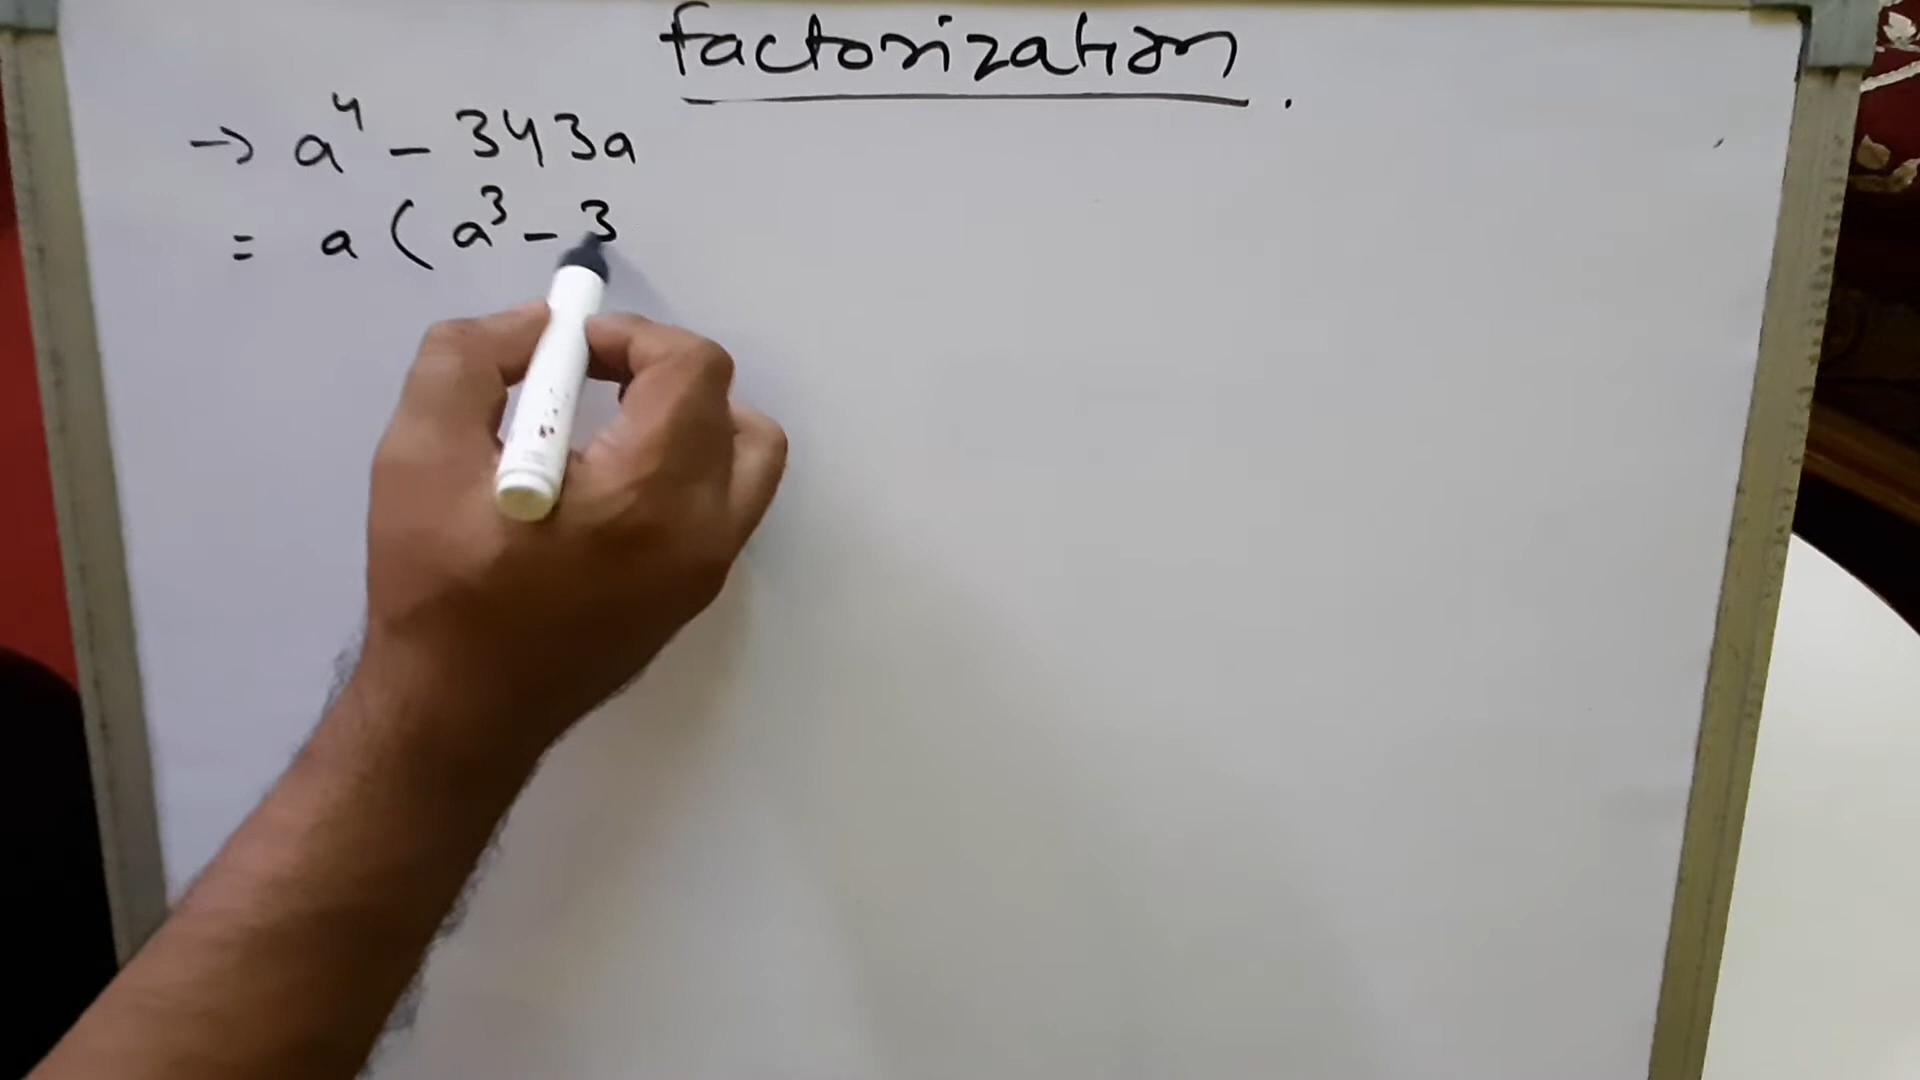 factorization.
→ a⁴ - 343a
= a ( a³ - 3